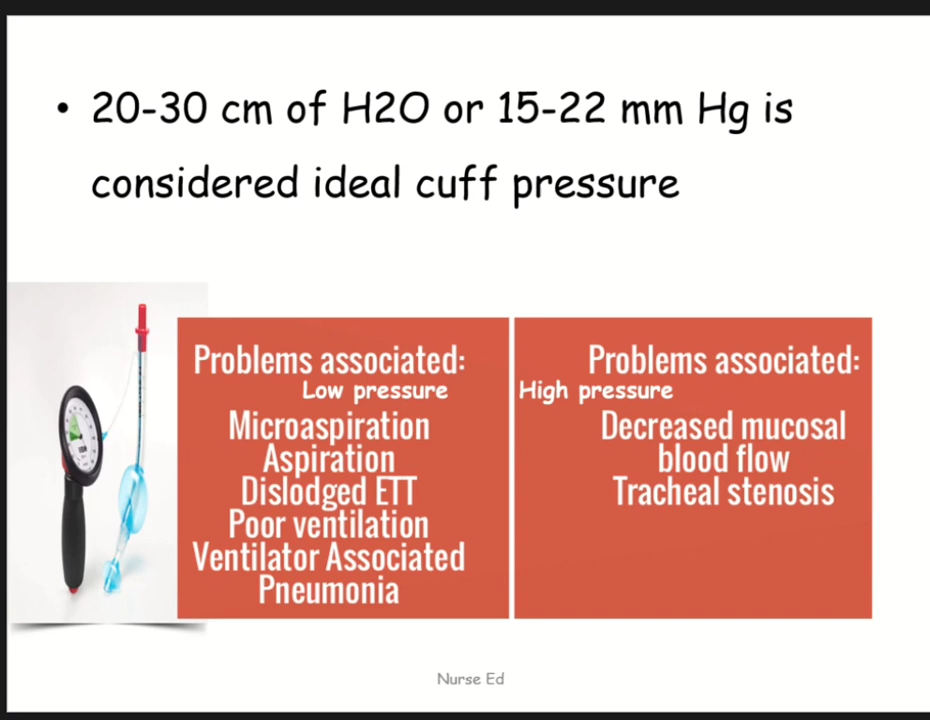 • 20-30 cm of H2O or 15-22 mm Hg is
considered ideal cuff pressure
Problems associated:
Low pressure
Microaspiration
Aspiration
Dislodged ETT
Poor ventilation
Ventilator Associated
Pneumonia
Problems associated:
High pressure
Decreased mucosal
blood flow
Tracheal stenosis
Nurse Ed